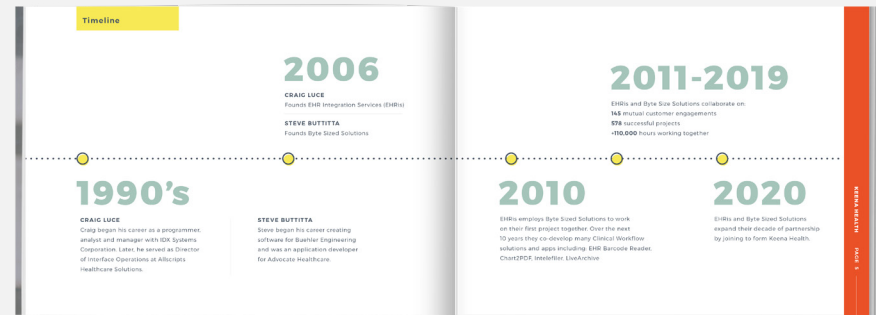 Timeline
2006
CRAIG LUCE
Founds EHR Integration Services (EHRis)
STEVE BUTTITTA
Founds Byte Sized Solutions
1990's
CRAIG LUCE
Craig began his career as a programmer,
analyst and manager with IDX Systems
Corporation. Later, he served as Director
of Interface Operations at Allscripts
Healthcare Solutions.
STEVE BUTTITTA
Steve began his career creating
software for Buehler Engineering
and was an application developer
for Advocate Healthcare.
2011-2019
EHRis and Byte Size Solutions collaborate on:
145 mutual customer engagements
578 successful projects
~110,000 hours working together
2010
EHRis employs Byte Sized Solutions to work
on their first project together. Over the next
10 years they co-develop many Clinical Workflow
solutions and apps including: EHR Barcode Reader,
Chart2PDF, Intelefiler, LiveArchive
2020
EHRis and Byte Sized Solutions
expand their decade of partnership
by joining to form Keena Health.
KEENA HEALTH PAGE 5